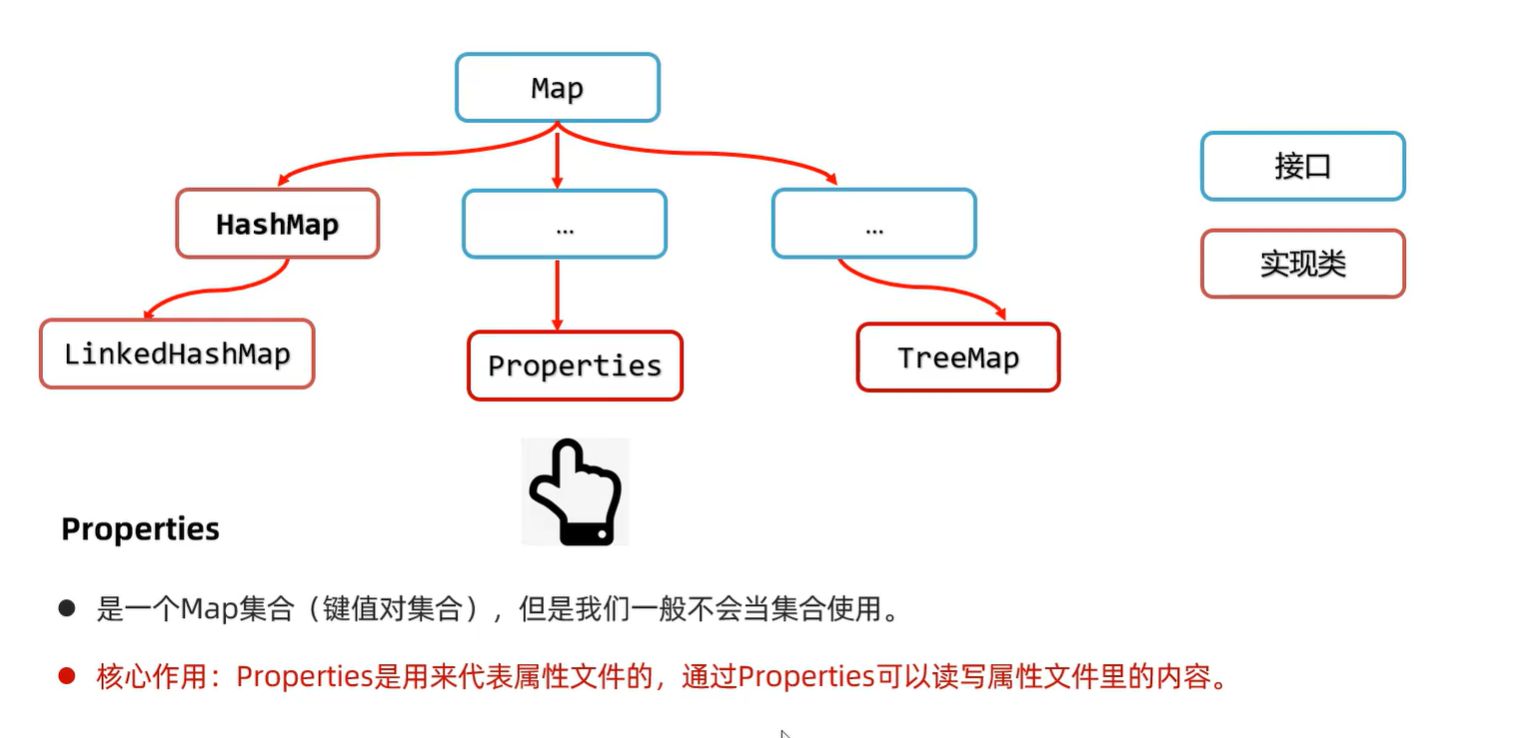 Map
接口
HashMap
...
...
实现类
LinkedHashMap
Properties
TreeMap
Properties
是一个Map集合（键值对集合），但是我们一般不会当集合使用。
核心作用：Properties是用来代表属性文件的，通过Properties可以读写属性文件里的内容。